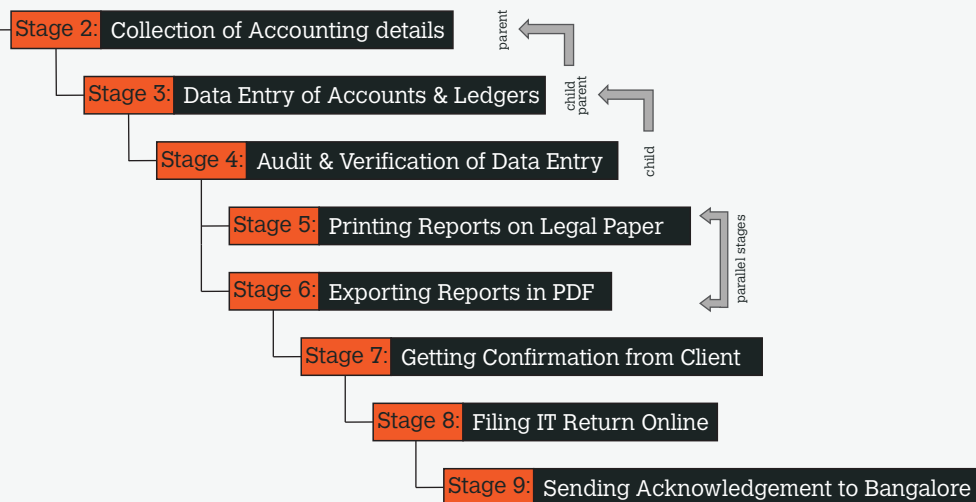 Stage 2: Collection of Accounting details
parent
Stage 3: Data Entry of Accounts & Ledgers
child
parent
Stage 4: Audit & Verification of Data Entry
child
Stage 5: Printing Reports on Legal Paper
parallel stages
Stage 6: Exporting Reports in PDF
Stage 7: Getting Confirmation from Client
Stage 8: Filing IT Return Online
Stage 9: Sending Acknowledgement to Bangalore